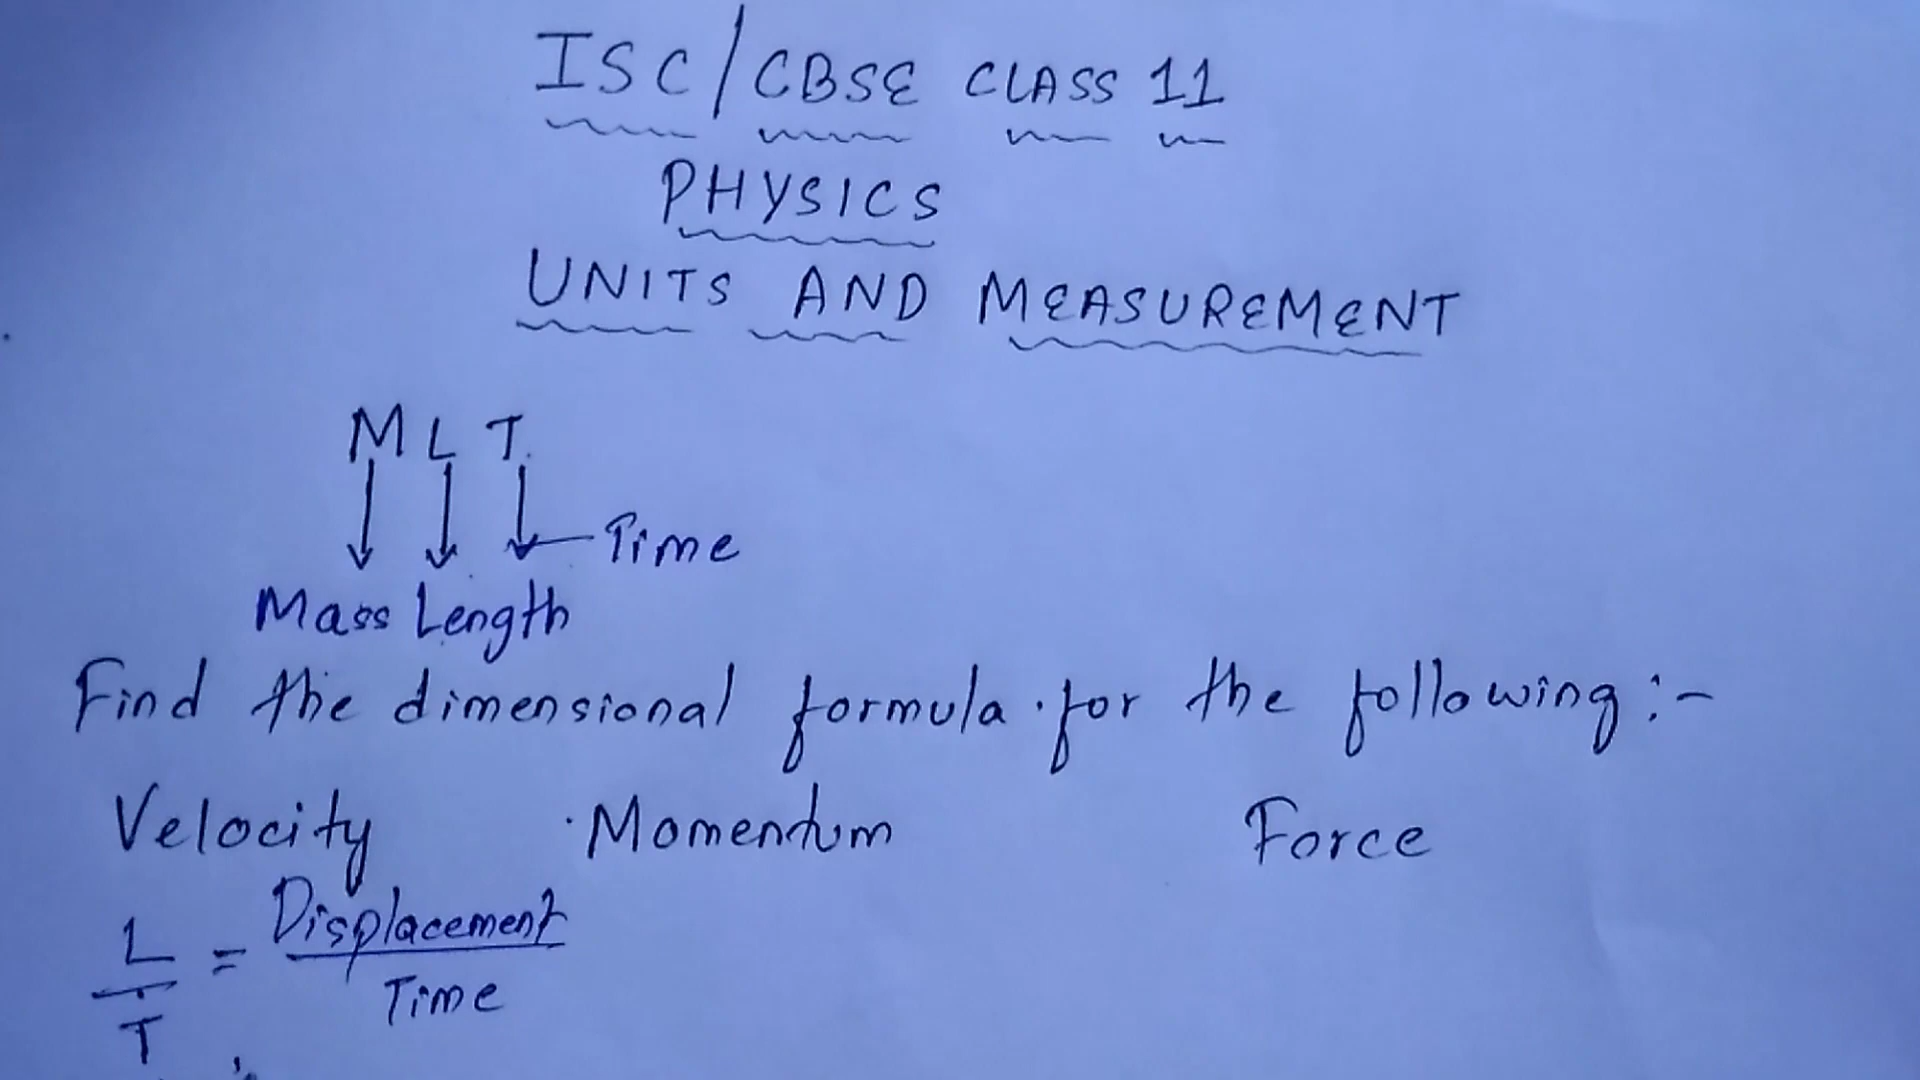 ISC/CBSE CLASS 11
PHYSICS
UNITS AND MEASUREMENT
M L T
Time
Mass Length
Find the dimensional formula for the following:-
Velocity Momentum Force
L/T = Displacement/Time